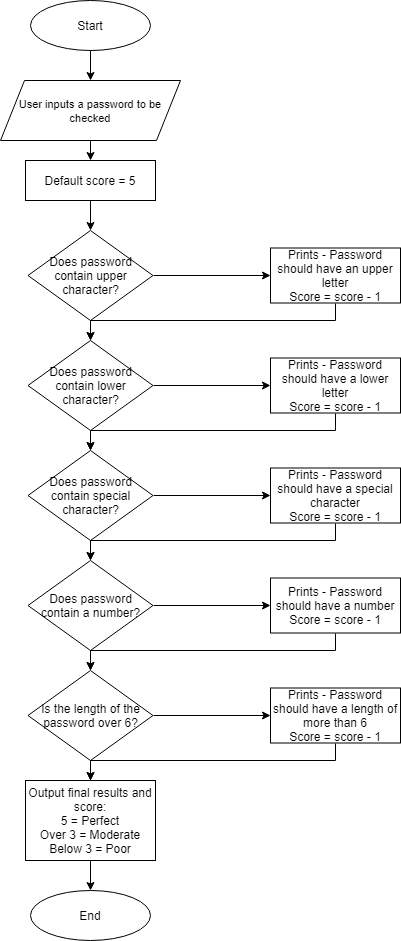 Start
User inputs a password to be
checked
Default score = 5
Does password
contain upper
character?
Prints - Password
should have an upper
letter
Score = score - 1
Does password
contain lower
character?
Prints - Password
should have a lower
letter
Score = score - 1
Does password
contain special
character?
Prints - Password
should have a special
character
Score = score - 1
Does password
contain a number?
Prints - Password
should have a number
Score = score - 1
Is the length of the
password over 6?
Prints - Password
should have a length of
more than 6
Score = score - 1
Output final results and
score:
5 = Perfect
Over 3 = Moderate
Below 3 = Poor
End